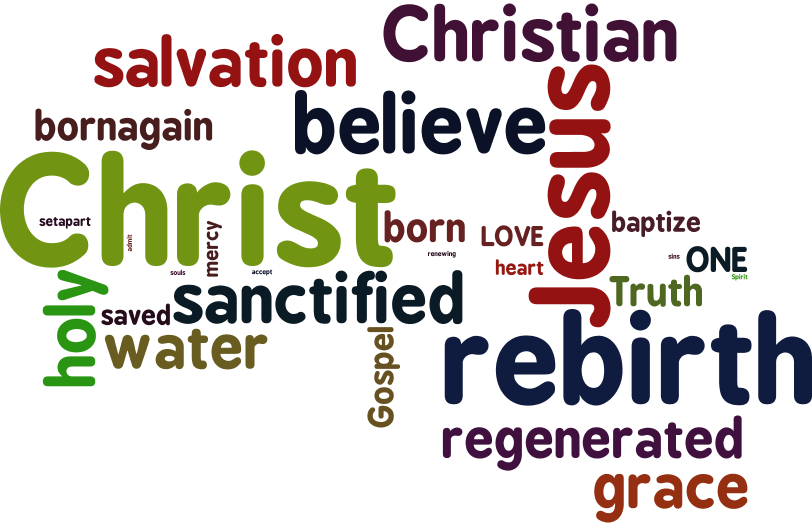 Christian
salvation
Jesus
believe
bornagain
Christ
setapart
admit
souls
mercy
accept
born
renewing
LOVE
heart
baptize
sins
ONE
Spirit
Truth
holy
saved
sanctified
water
Gospel
rebirth
regenerated
grace